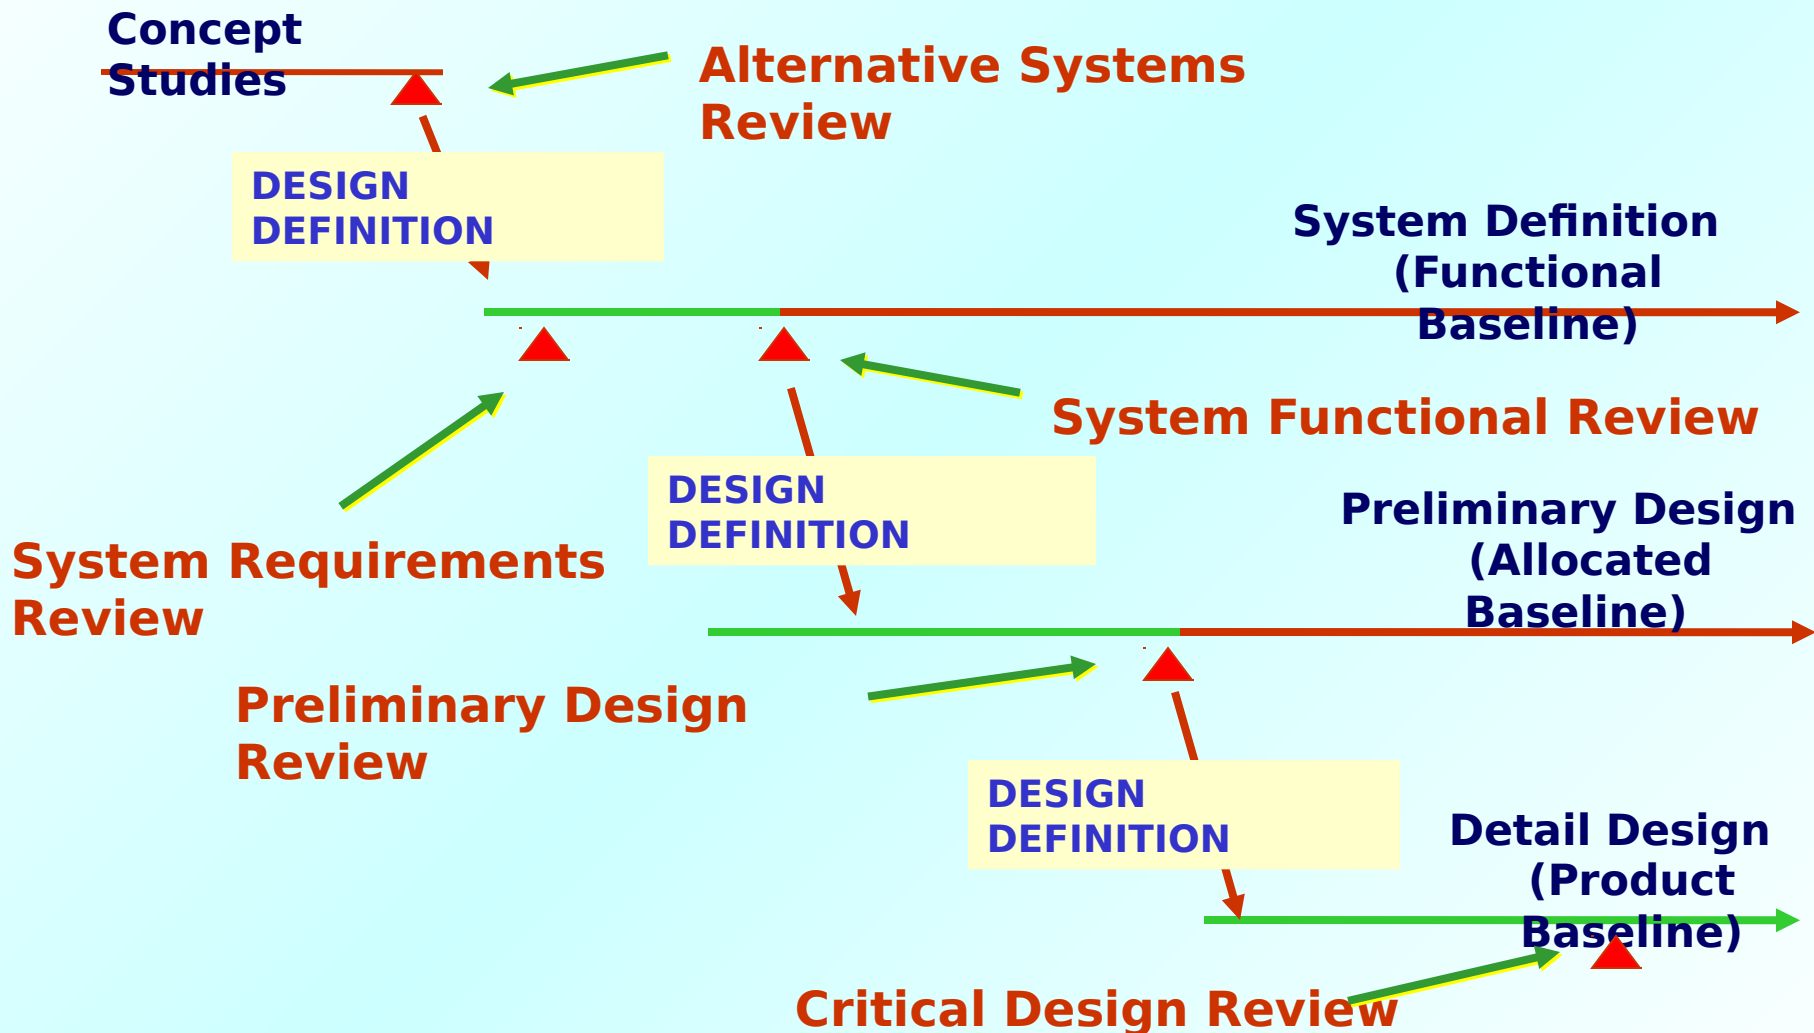 Concept
Studies
Alternative Systems
Review
DESIGN
DEFINITION
System Definition
(Functional
Baseline)
System Functional Review
DESIGN
DEFINITION
Preliminary Design
(Allocated
Baseline)
System Requirements
Review
Preliminary Design
Review
DESIGN
DEFINITION
Detail Design
(Product
Baseline)
Critical Design Review